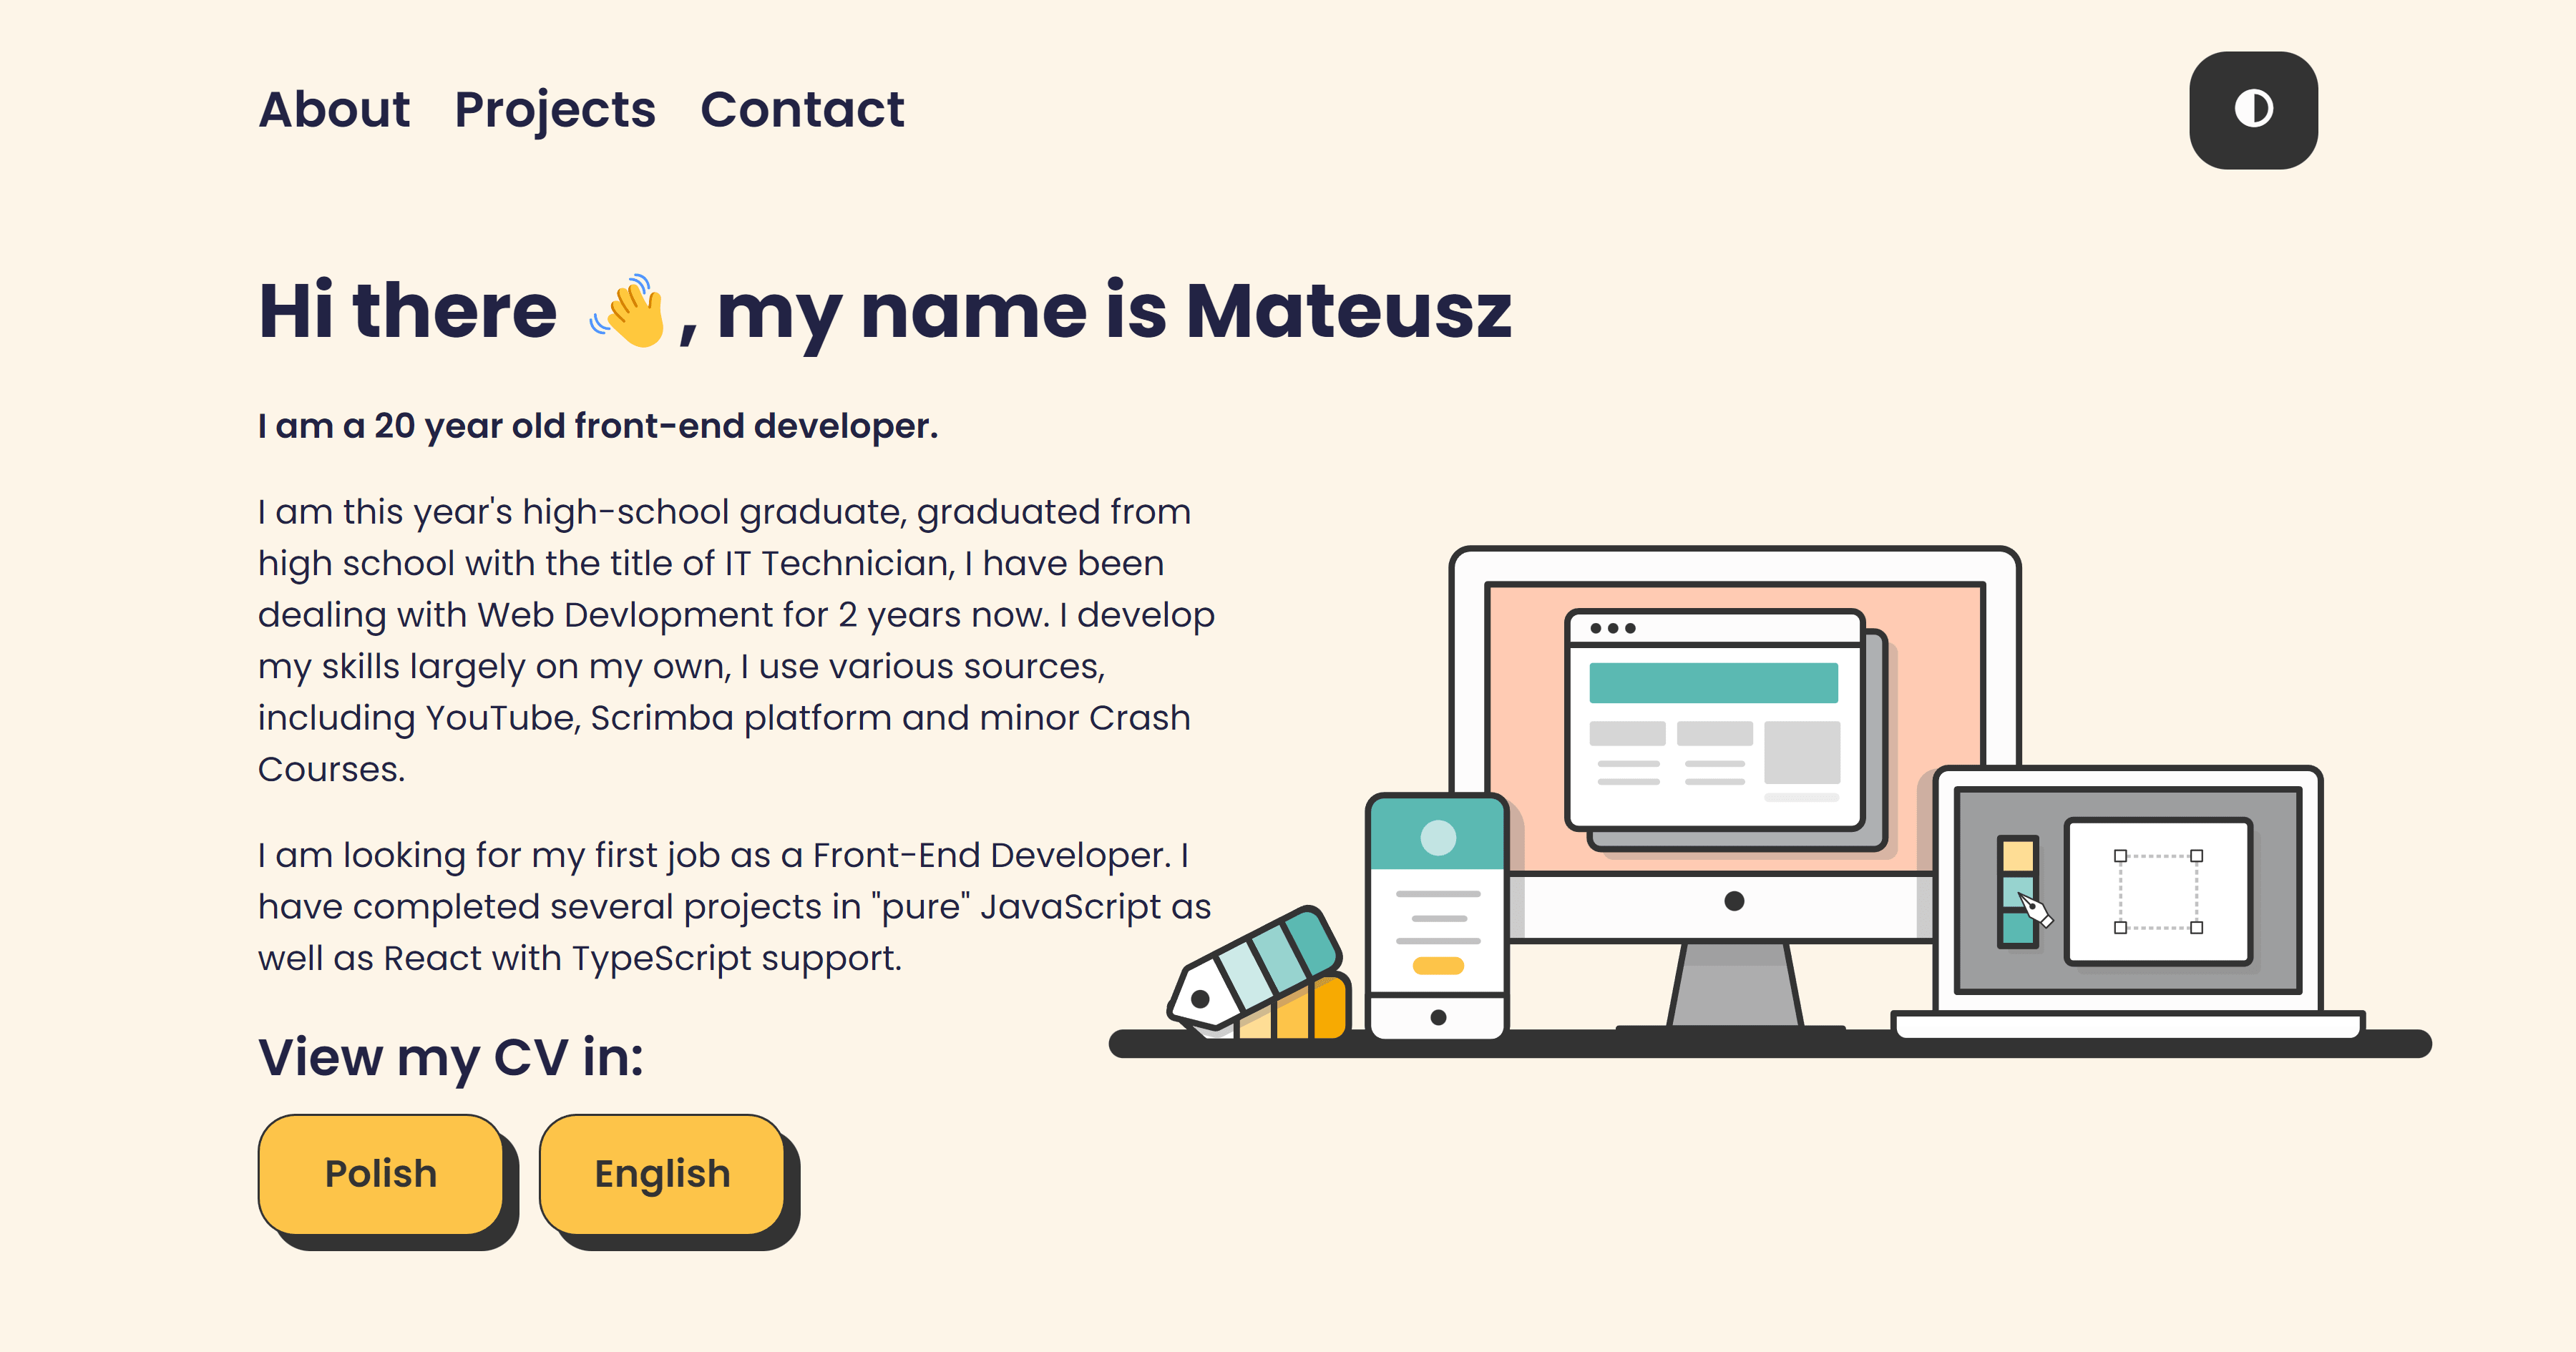 About Projects Contact
Hi there 👋, my name is Mateusz
I am a 20 year old front-end developer.
I am this year's high-school graduate, graduated from
high school with the title of IT Technician, I have been
dealing with Web Devlopment for 2 years now. I develop
my skills largely on my own, I use various sources,
including YouTube, Scrimba platform and minor Crash
Courses.
I am looking for my first job as a Front-End Developer. I
have completed several projects in "pure" JavaScript as
well as React with TypeScript support.
View my CV in:
Polish English